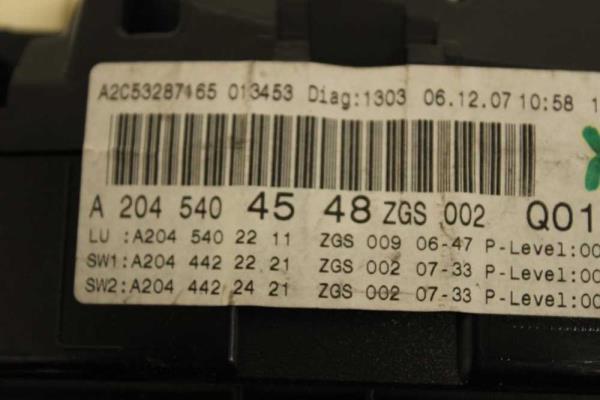 A2C53287165 013453 Diag:1303 06.12.07 10:58 1
A 204 540 45 48 ZGS 002 Q01
LU :A204 540 22 11 ZGS 009 06-47 P-Level:00
SW1:A204 442 22 21 ZGS 002 07-33 P-Level:00
SW2:A204 442 24 21 ZGS 002 07-33 P-Level:00